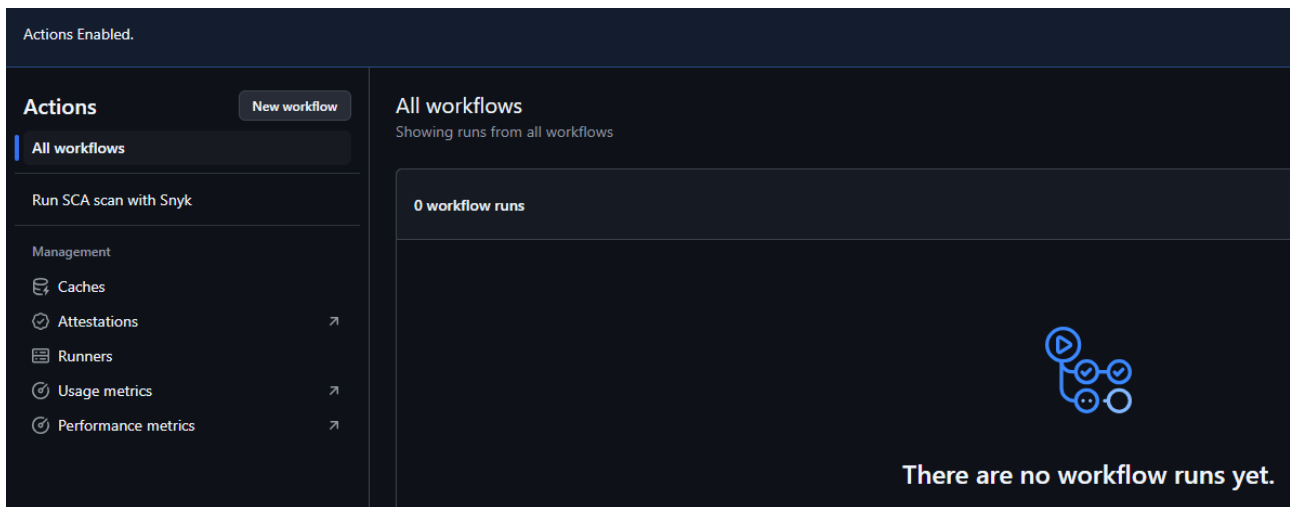 Actions Enabled.
Actions
New workflow
All workflows
Run SCA scan with Snyk
Management
Caches
Attestations
Runners
Usage metrics
Performance metrics
All workflows
Showing runs from all workflows
0 workflow runs
There are no workflow runs yet.